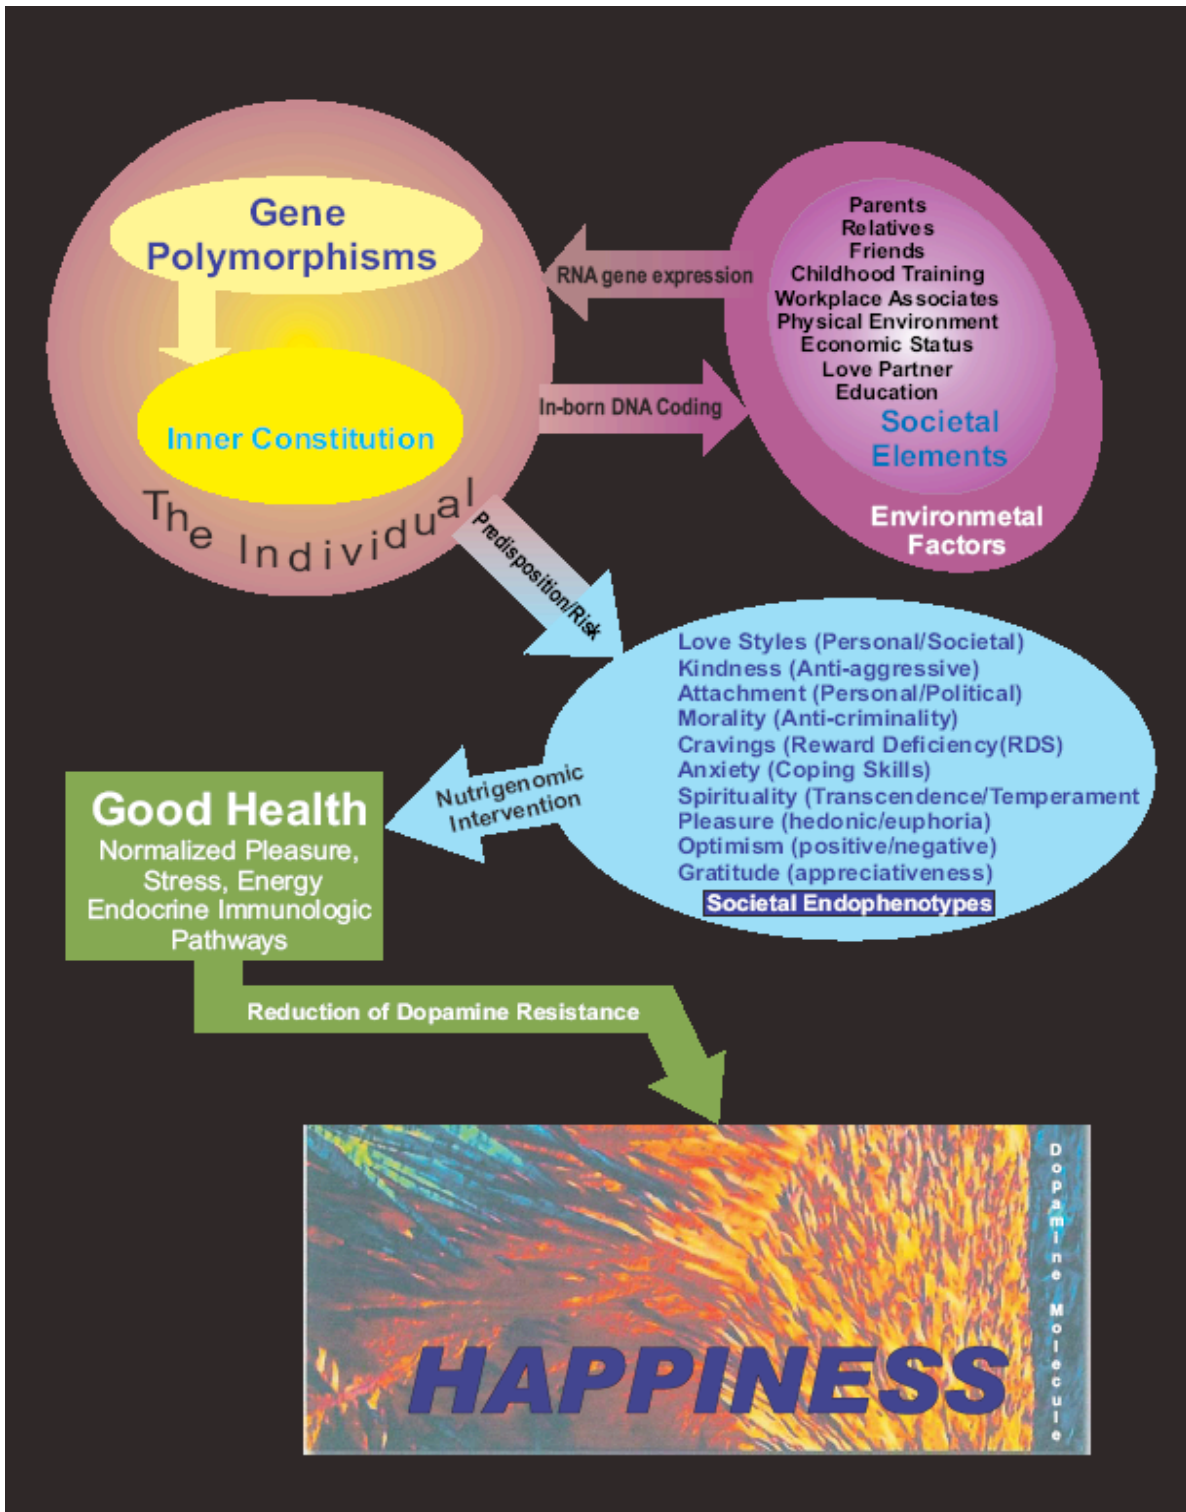 Gene
Polymorphisms
Inner Constitution
The Individual
RNA gene expression
In-born DNA Coding
Parents
Relatives
Friends
Childhood Training
Workplace Associates
Physical Environment
Economic Status
Love Partner
Education
Societal
Elements
Environmetal
Factors
Predisposition/Risk
Love Styles (Personal/Societal)
Kindness (Anti-aggressive)
Attachment (Personal/Political)
Morality (Anti-criminality)
Cravings (Reward Deficiency(RDS)
Anxiety (Coping Skills)
Spirituality (Transcendence/Temperament
Pleasure (hedonic/euphoria)
Optimism (positive/negative)
Gratitude (appreciativeness)
Societal Endophenotypes
Nutrigenomic
Intervention
Good Health
Normalized Pleasure,
Stress, Energy
Endocrine Immunologic
Pathways
Reduction of Dopamine Resistance
Dopamine Molecule
HAPPINESS